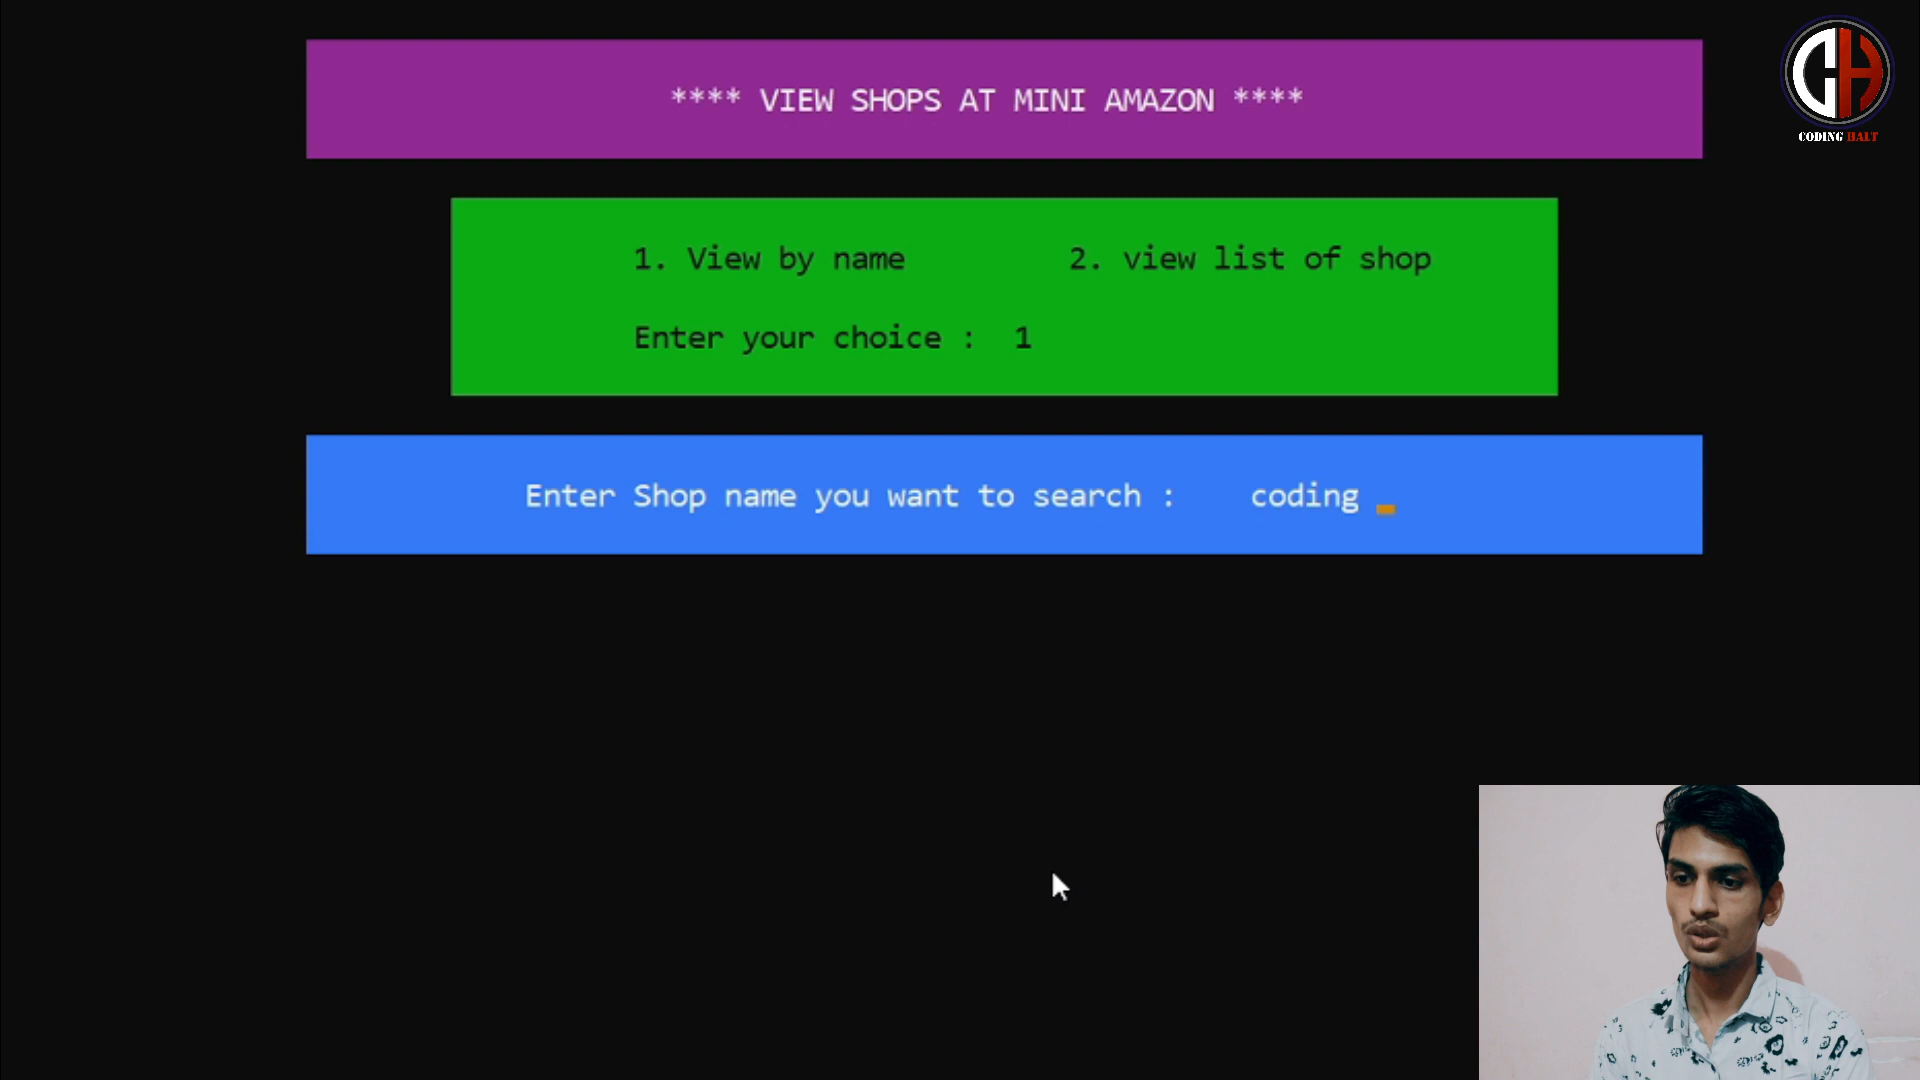 **** VIEW SHOPS AT MINI AMAZON ****
CODING HALT
1. View by name 2. view list of shop
Enter your choice : 1
Enter Shop name you want to search : coding